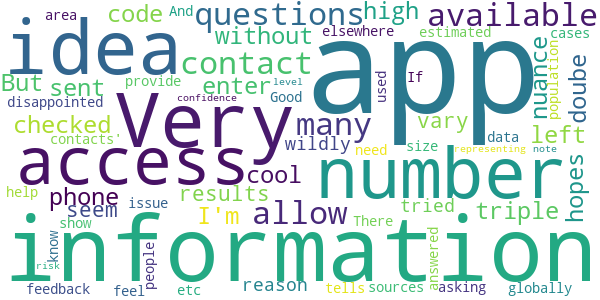 area And code questions high available
idea without elsewhere estimated cases
But sent contact app If used nuance population doube
disappointed provide enter level Good
contacts' confidence
checked Very many vary left
access wildly need data
cool size representing note
help phone results number hopes
seem issue I'm allow tried triple
show There
know information answered
risk people reason tells sources
feedback feel etc asking globally